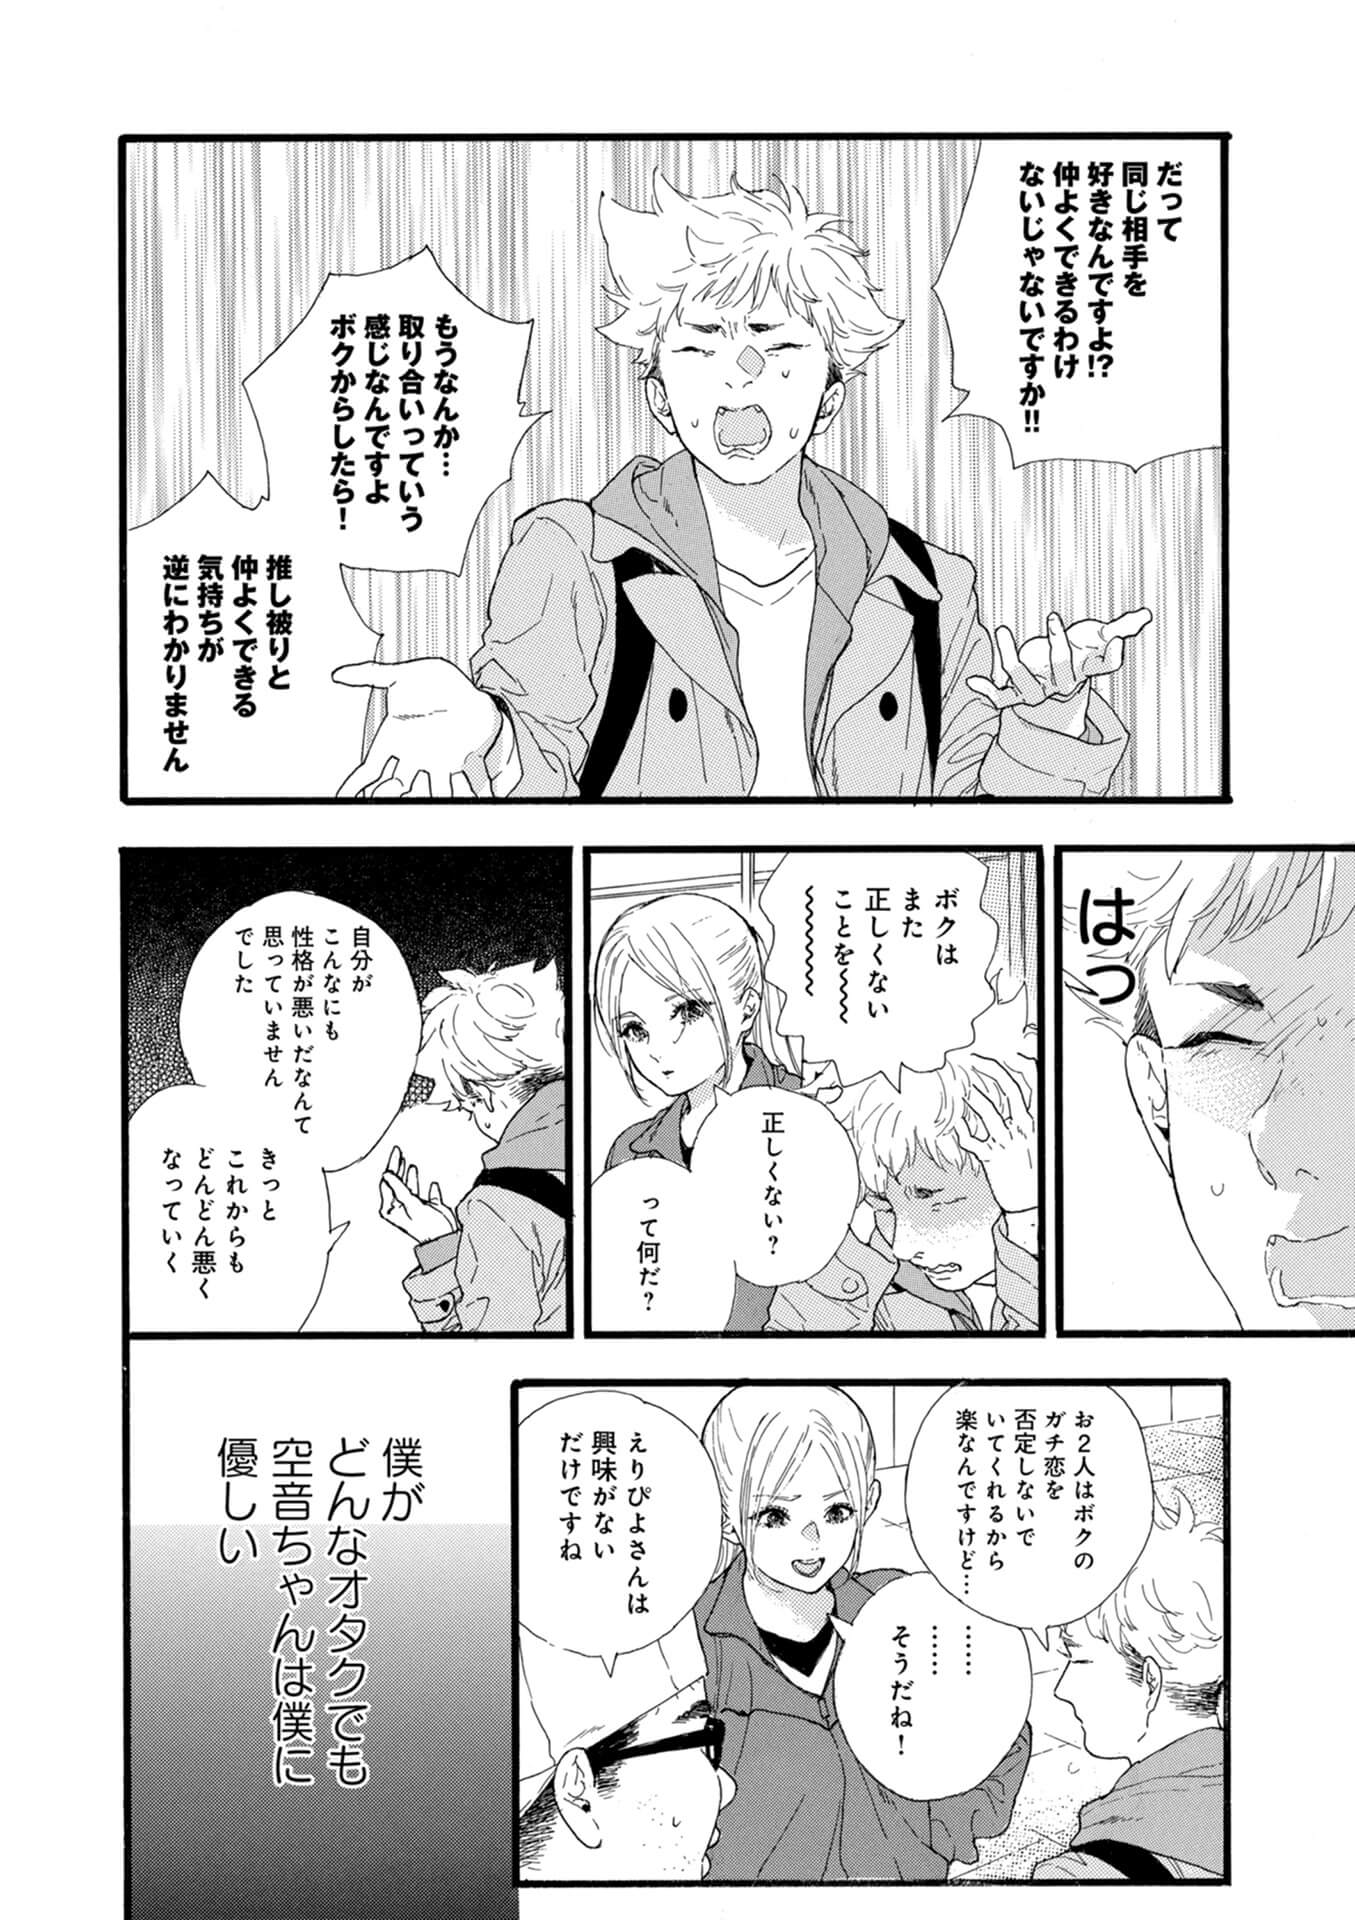 だって
同じ相手を
好きなんですよ!?
仲よくできるわけ
ないじゃないですか!!
もうなんか…
取り合いっていう
感じなんですよ
ボクからしたら！
推し被りと
仲よくできる
気持ちが
逆にわかりません
はっ
ボクは
また
正しくない
ことを〜〜〜〜
正しくない？
って何だ？
自分が
こんなにも
性格が悪いだなんて
思っていません
でした
きっと
これからも
どんどん悪く
なっていく
お2人はボクの
ガチ恋を
否定しないで
いてくれるから
楽なんですけど…
……
……
そうだね！
えりぴよさんは
興味がない
だけですね
僕が
どんなオタクでも
空音ちゃんは僕に
優しい